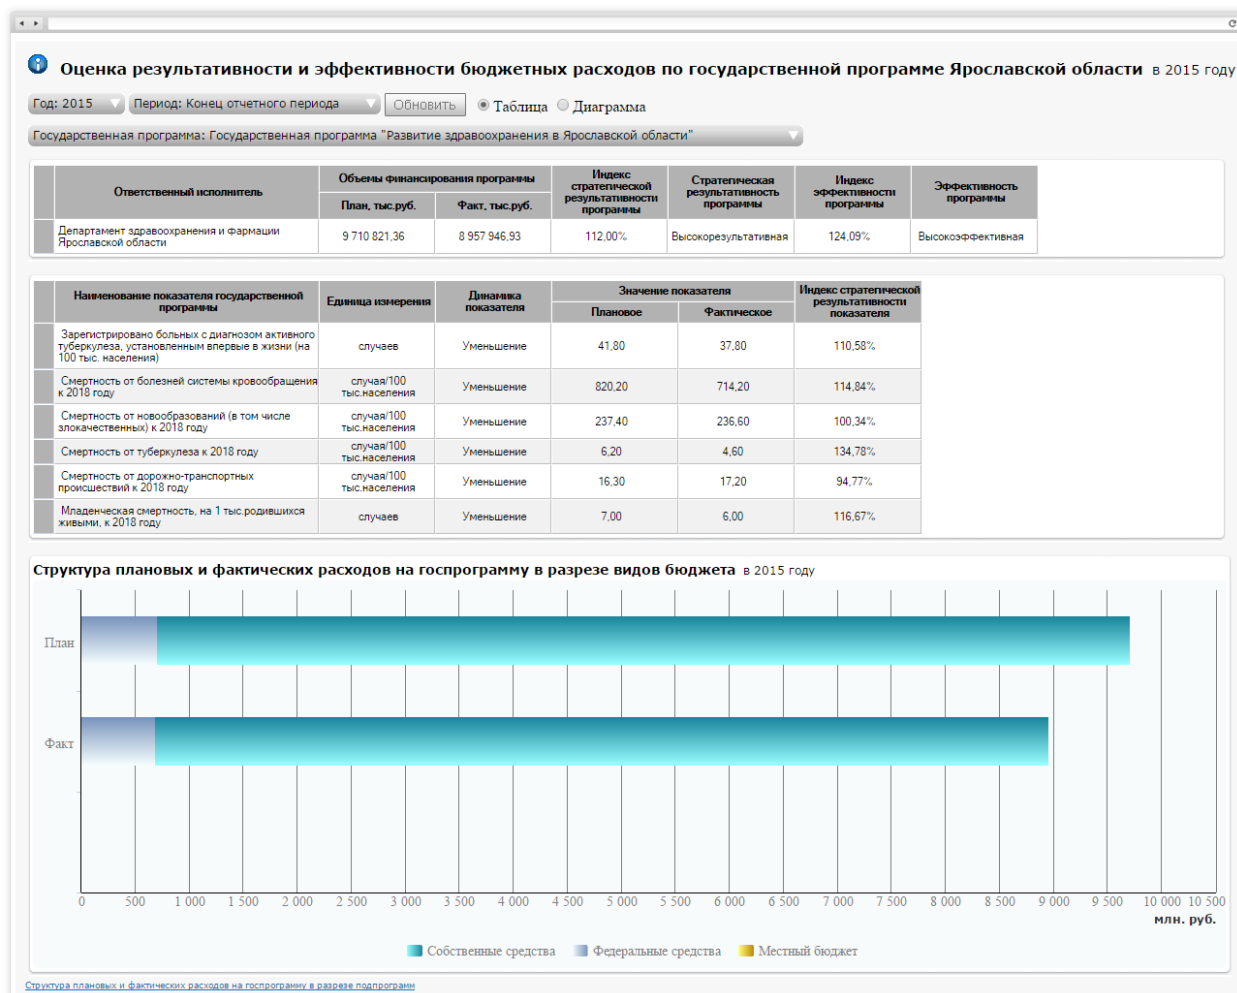 Оценка результативности и эффективности бюджетных расходов по государственной программе Ярославской области в 2015 году
Год: 2015 Период: Конец отчетного периода Обновить Таблица Диаграмма
Государственная программа: Государственная программа "Развитие здравоохранения в Ярославской области"
Ответственный исполнитель
Объемы финансирования программы
План, тыс.руб.
Факт, тыс.руб.
Индекс
стратегической
результативности
программы
Стратегическая
результативность
программы
Индекс
эффективности
программы
Эффективность
программы
Департамент здравоохранения и фармации
Ярославской области
9 710 821,36
8 957 946,93
112,00%
Высокорезультативная
124,09%
Высокоэффективная
Наименование показателя государственной
программы
Единица измерения
Динамика
показателя
Значение показателя
Плановое
Фактическое
Индекс стратегической
результативности
показателя
Зарегистрировано больных с диагнозом активного
туберкулеза, установленным впервые в жизни (на
100 тыс. населения)
случаев
Уменьшение
41,80
37,80
110,58%
Смертность от болезней системы кровообращения
к 2018 году
случая/100
тыс.населения
Уменьшение
820,20
714,20
114,84%
Смертность от новообразований (в том числе
злокачественных) к 2018 году
случая/100
тыс.населения
Уменьшение
237,40
236,60
100,34%
Смертность от туберкулеза к 2018 году
случая/100
тыс.населения
Уменьшение
6,20
4,60
134,78%
Смертность от дорожно-транспортных
происшествий к 2018 году
случая/100
тыс.населения
Уменьшение
16,30
17,20
94,77%
Младенческая смертность, на 1 тыс.родившихся
живыми, к 2018 году
случаев
Уменьшение
7,00
6,00
116,67%
Структура плановых и фактических расходов на госпрограмму в разрезе видов бюджета в 2015 году
План
Факт
0 500 1 000 1 500 2 000 2 500 3 000 3 500 4 000 4 500 5 000 5 500 6 000 6 500 7 000 7 500 8 000 8 500 9 000 9 500 10 000 10 500
млн. руб.
Собственные средства Федеральные средства Местный бюджет
Структура плановых и фактических расходов на госпрограмму в разрезе подпрограмм